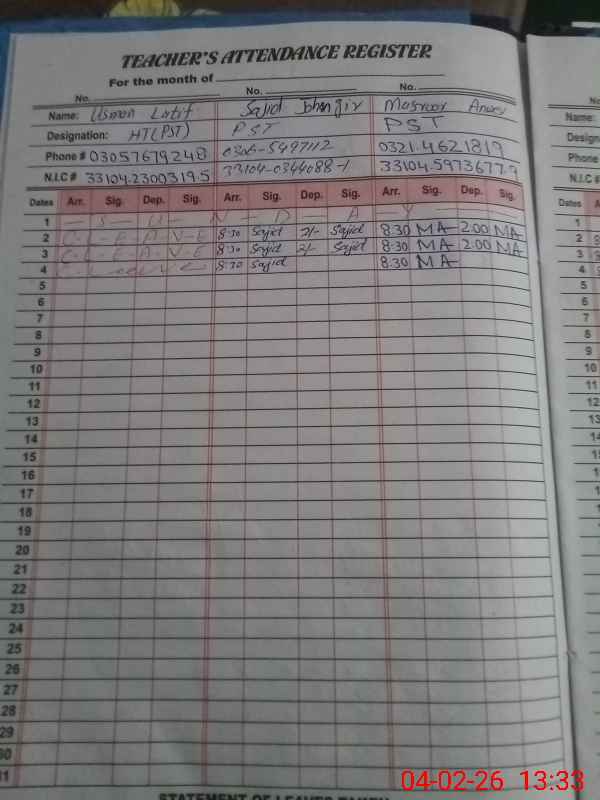 TEACHER'S ATTENDANCE REGISTER
For the month of
No. No. No.
Name: Usman Latif Sajid Jahangir Masroor Anwar
Designation: HT(PST) PST PST
Phone # 03057679248 0306-5497112 0321-4621819
N.I.C # 33104-2300319-5 33104-0344088-1 33104-5973677-9
Dates Arr. Sig. Dep. Sig. Arr. Sig. Dep. Sig. Arr. Sig. Dep. Sig.
1 S-U-N-D-A-Y
2 C-L-E-A-V-E 8:30 Sajid 2/- Sajid 8:30 MA 2:00 MA
3 C-L-E-A-V-E 8:30 Sajid 2/- Sajid 8:30 MA 2:00 MA
4 C-Leave 8:30 Sajid 8:30 MA
5
6
7
8
9
10
11
12
13
14
15
16
17
18
19
20
21
22
23
24
25
26
27
28
29
30
31
STATEMENT OF LEAVES TAKEN
04-02-26 13:33